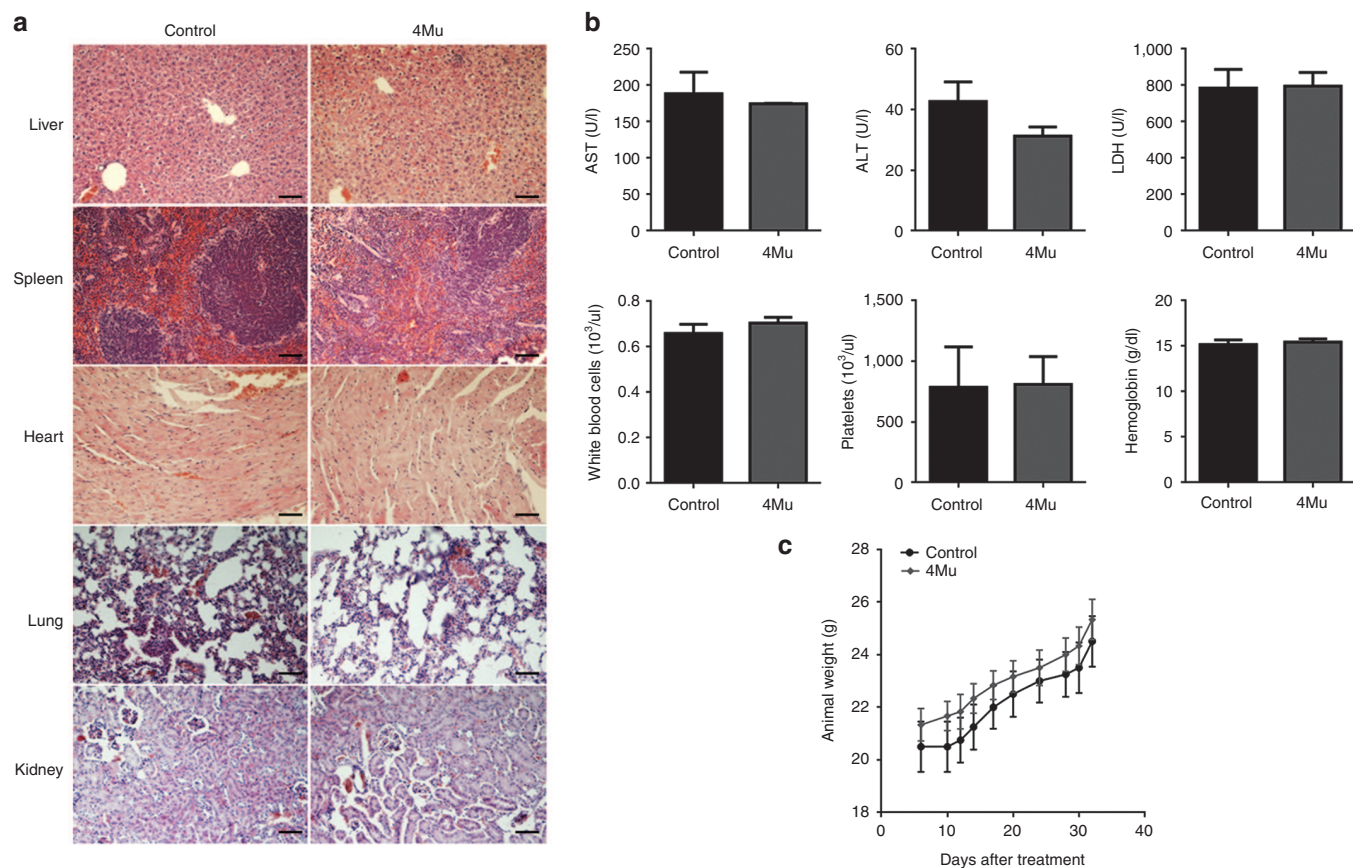 a
Control 4Mu
Liver
Spleen
Heart
Lung
Kidney
b
AST (U/l)
250
200
150
100
50
0
Control 4Mu
ALT (U/l)
60
40
20
0
Control 4Mu
LDH (U/l)
1,000
800
600
400
200
0
Control 4Mu
White blood cells (10³/ul)
0.8
0.6
0.4
0.2
0.0
Control 4Mu
Platelets (10³/ul)
1,500
1,000
500
0
Control 4Mu
Hemoglobin (g/dl)
20
15
10
5
0
Control 4Mu
c
Animal weight (g)
28
26
24
22
20
18
Control
4Mu
0 10 20 30 40
Days after treatment